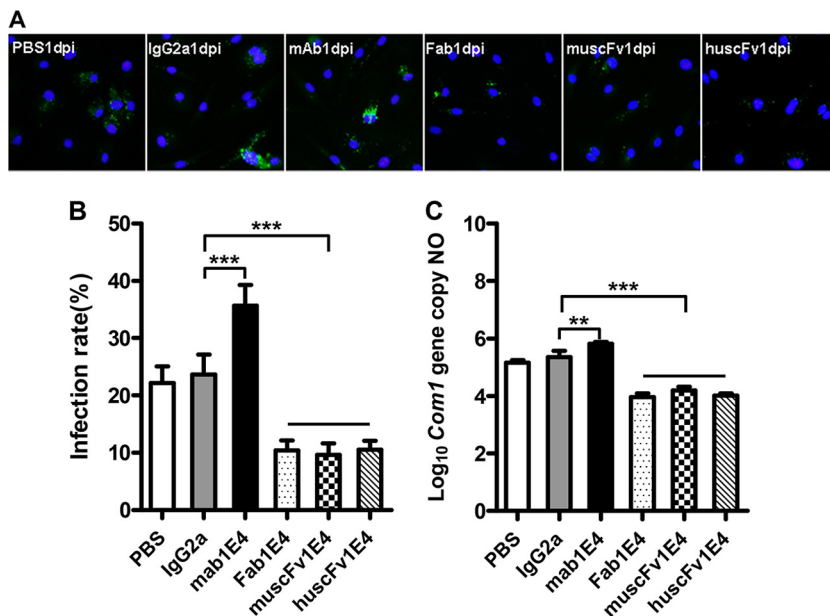 A
PBS1dpi
IgG2a1dpi
mAb1dpi
Fab1dpi
muscFv1dpi
huscFv1dpi
B
Infection rate(%)
50
40
30
20
10
0
***
***
PBS
IgG2a
mab1E4
Fab1E4
muscFv1E4
huscFv1E4
C
Log10 Com1 gene copy NO
10
8
6
4
2
0
***
**
PBS
IgG2a
mab1E4
Fab1E4
muscFv1E4
huscFv1E4